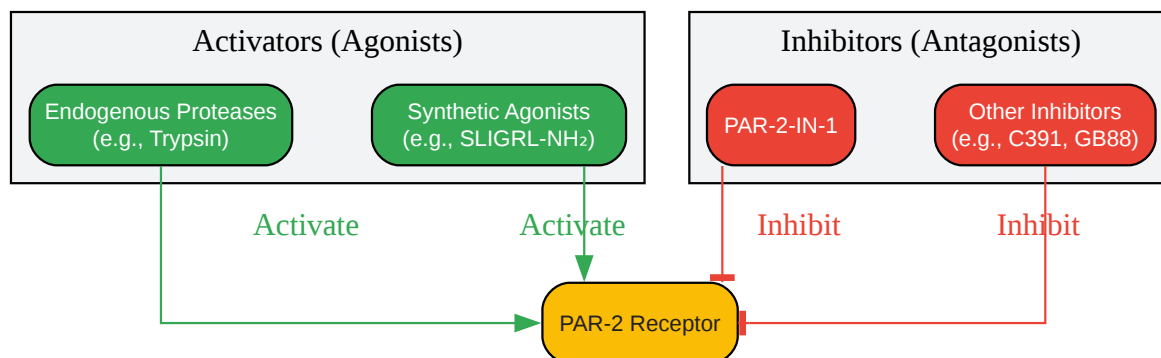 Activators (Agonists)
Endogenous Proteases
(e.g., Trypsin)
Synthetic Agonists
(e.g., SLIGRL-NH₂)
Inhibitors (Antagonists)
PAR-2-IN-1
Other Inhibitors
(e.g., C391, GB88)
Activate
Activate
Inhibit
Inhibit
PAR-2 Receptor